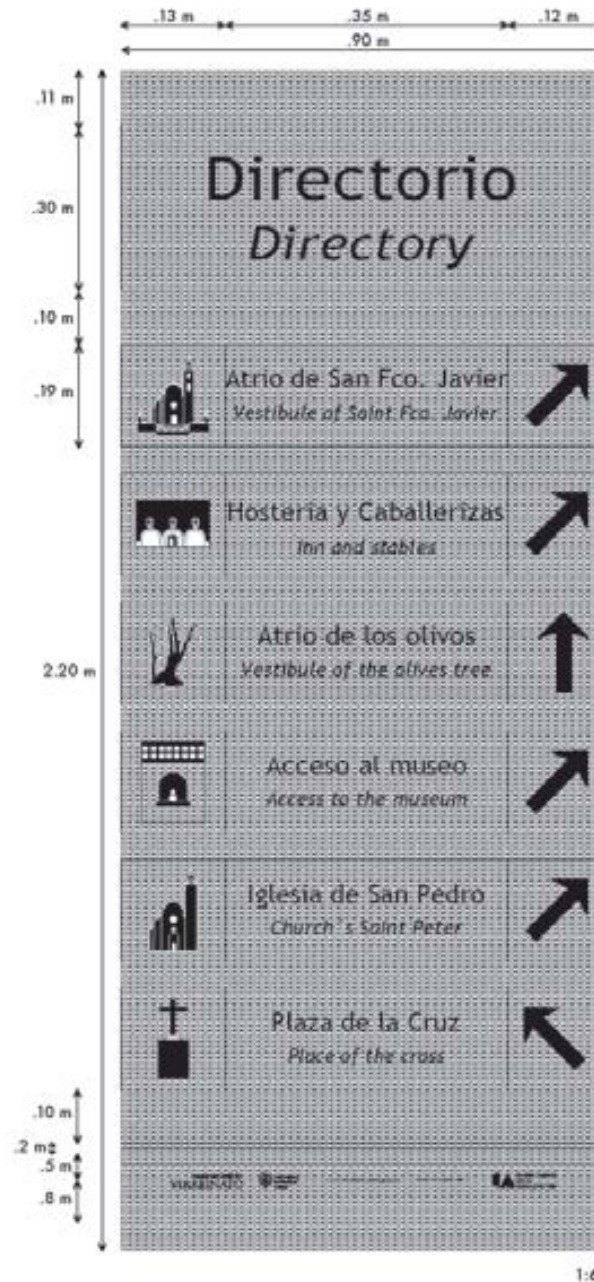 .13 m .35 m .12 m
.90 m
.11 m
Directorio
.30 m
Directory
.10 m
Atrio de San Fco. Javier
.19 m
Vestibule of Saint Fco. Javier
Hosteria y Caballerizas
Inn and stables
Atrio de los olivos
2.20 m
Vestibule of the olives tree
Acceso al museo
Access to the museum
Iglesia de San Pedro
Church`s Saint Peter
Plaza de la Cruz
Place of the cross
.10 m
.2 m
.5 m
.8 m
VIRREINATO
1:6